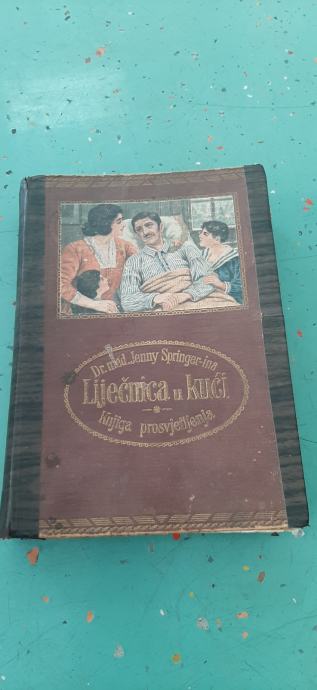 Dr. med. Jenny Springer-ina
Liječnica u kući.
Knjiga prosvjetljenja.